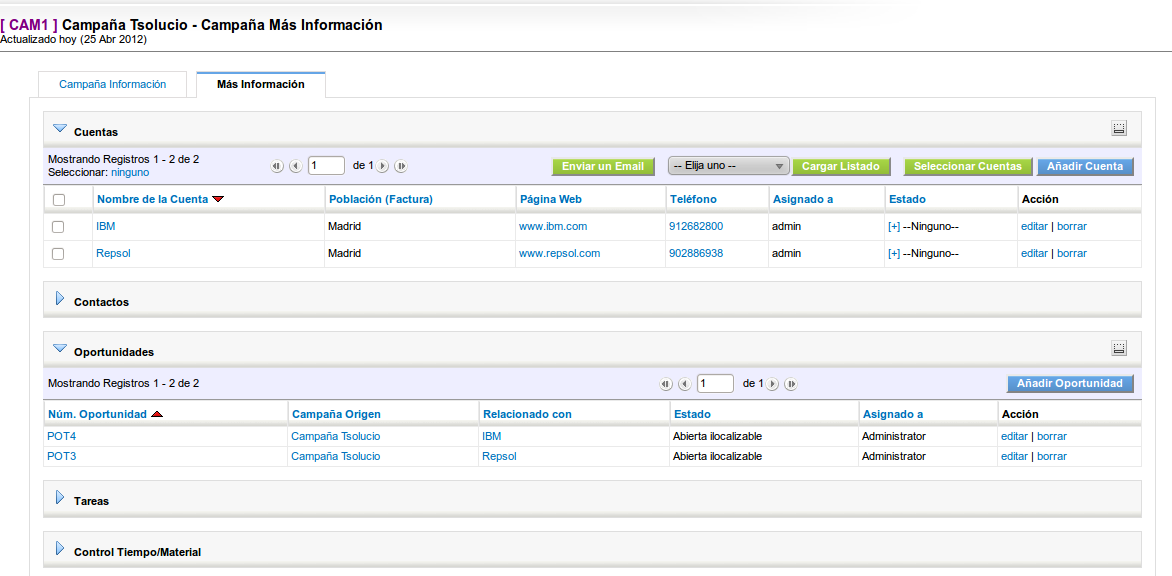 [ CAM1 ] Campaña Tsolucio - Campaña Más Información
Actualizado hoy (25 Abr 2012)
Campaña Información Más Información
Cuentas
Mostrando Registros 1 - 2 de 2 1 de 1 Enviar un Email -- Elija uno -- Cargar Listado Seleccionar Cuentas Añadir Cuenta
Seleccionar: ninguno
Nombre de la Cuenta Población (Factura) Página Web Teléfono Asignado a Estado Acción
IBM Madrid www.ibm.com 912682800 admin [+] --Ninguno-- editar | borrar
Repsol Madrid www.repsol.com 902886938 admin [+] --Ninguno-- editar | borrar
Contactos
Oportunidades
Mostrando Registros 1 - 2 de 2 1 de 1 Añadir Oportunidad
Núm. Oportunidad Campaña Origen Relacionado con Estado Asignado a Acción
POT4 Campaña Tsolucio IBM Abierta ilocalizable Administrator editar | borrar
POT3 Campaña Tsolucio Repsol Abierta ilocalizable Administrator editar | borrar
Tareas
Control Tiempo/Material